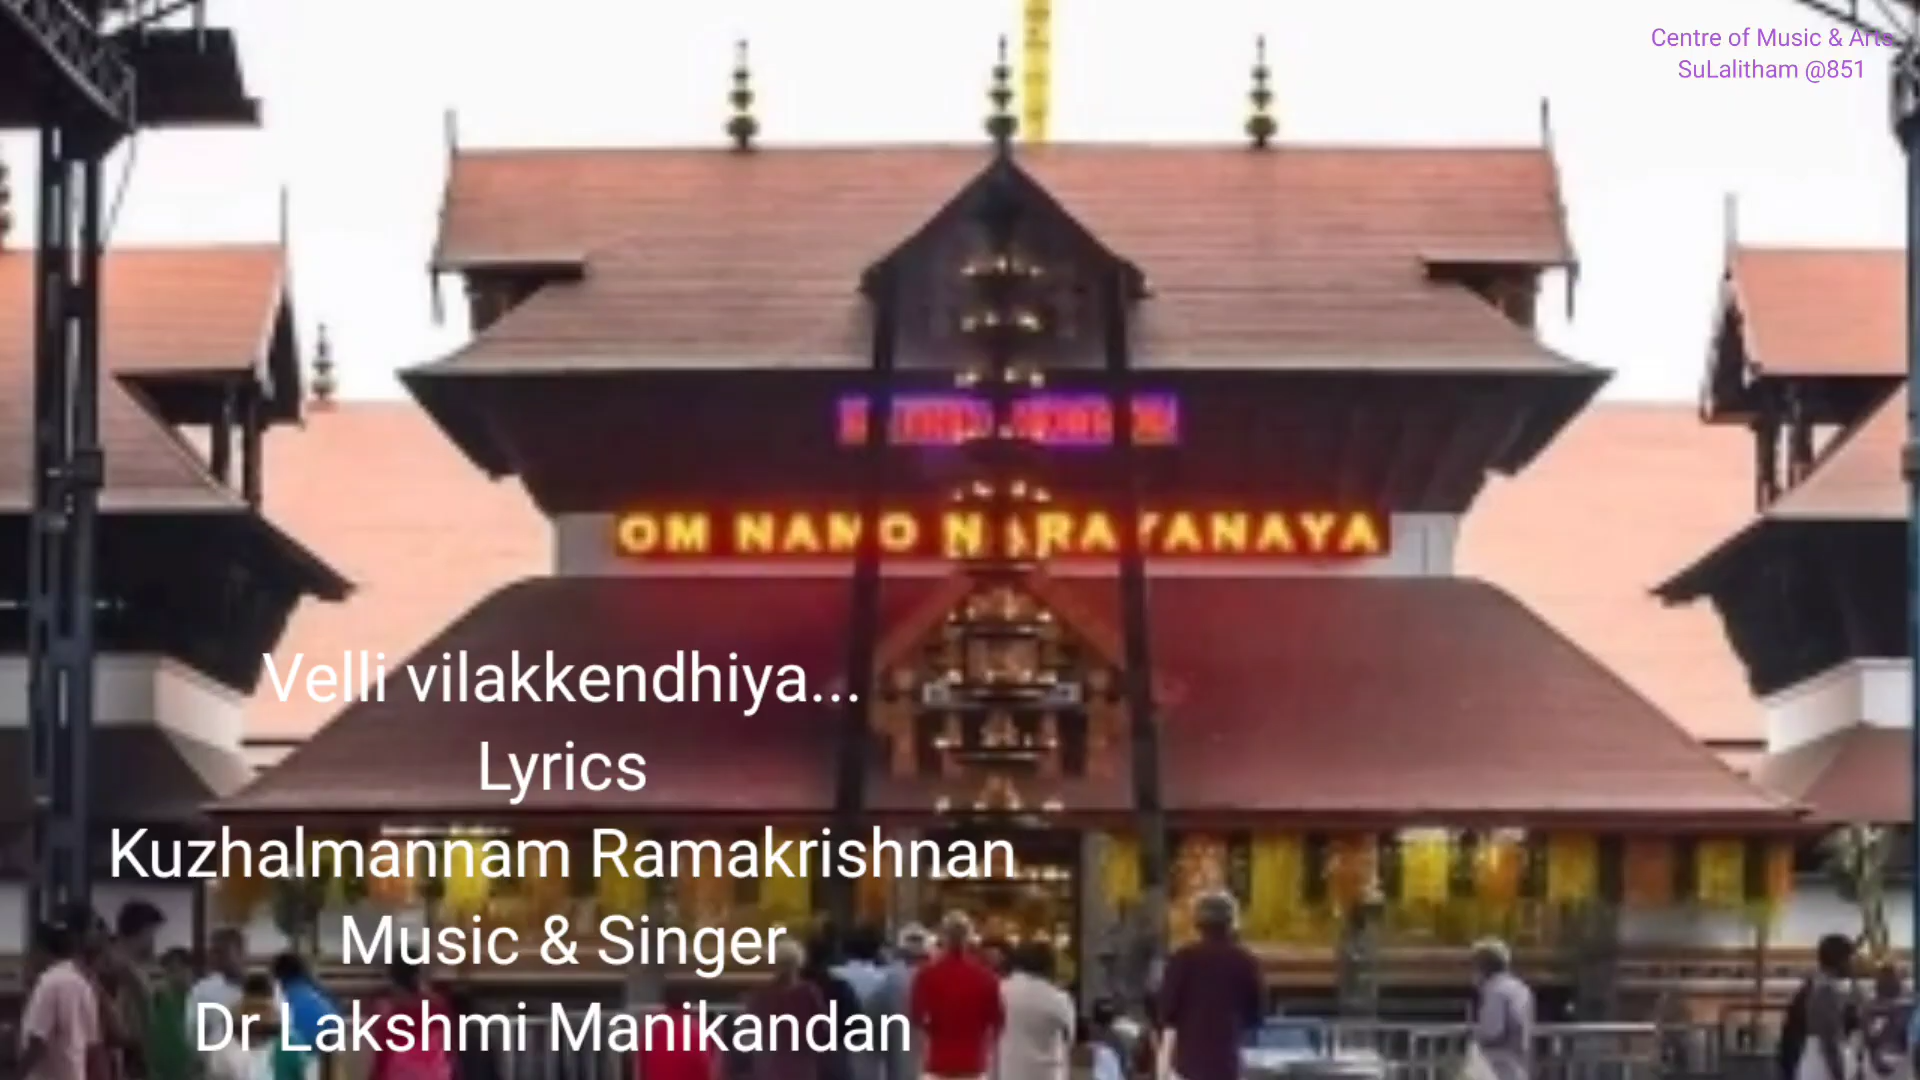 Centre of Music & Arts
SuLalitham @851
OM NAMO NARAYANAYA
Velli vilakkendhiya...
Lyrics
Kuzhalmannam Ramakrishnan
Music & Singer
Dr Lakshmi Manikandan